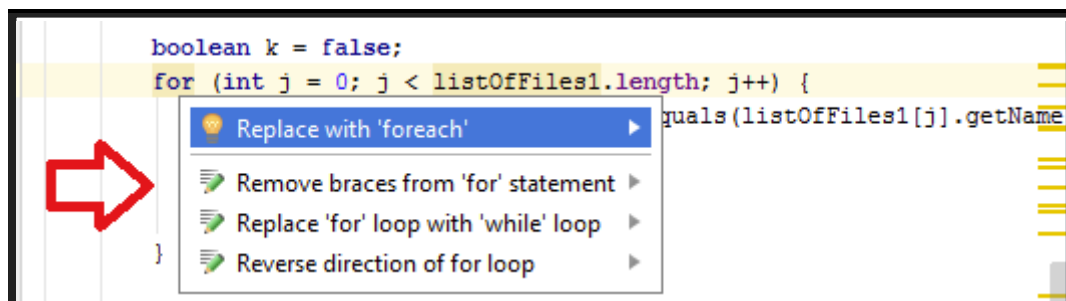 boolean k = false;
for (int j = 0; j < listOfFiles1.length; j++) {
Replace with 'foreach'
quals(listOfFiles1[j].getName
Remove braces from 'for' statement
Replace 'for' loop with 'while' loop
}
Reverse direction of for loop